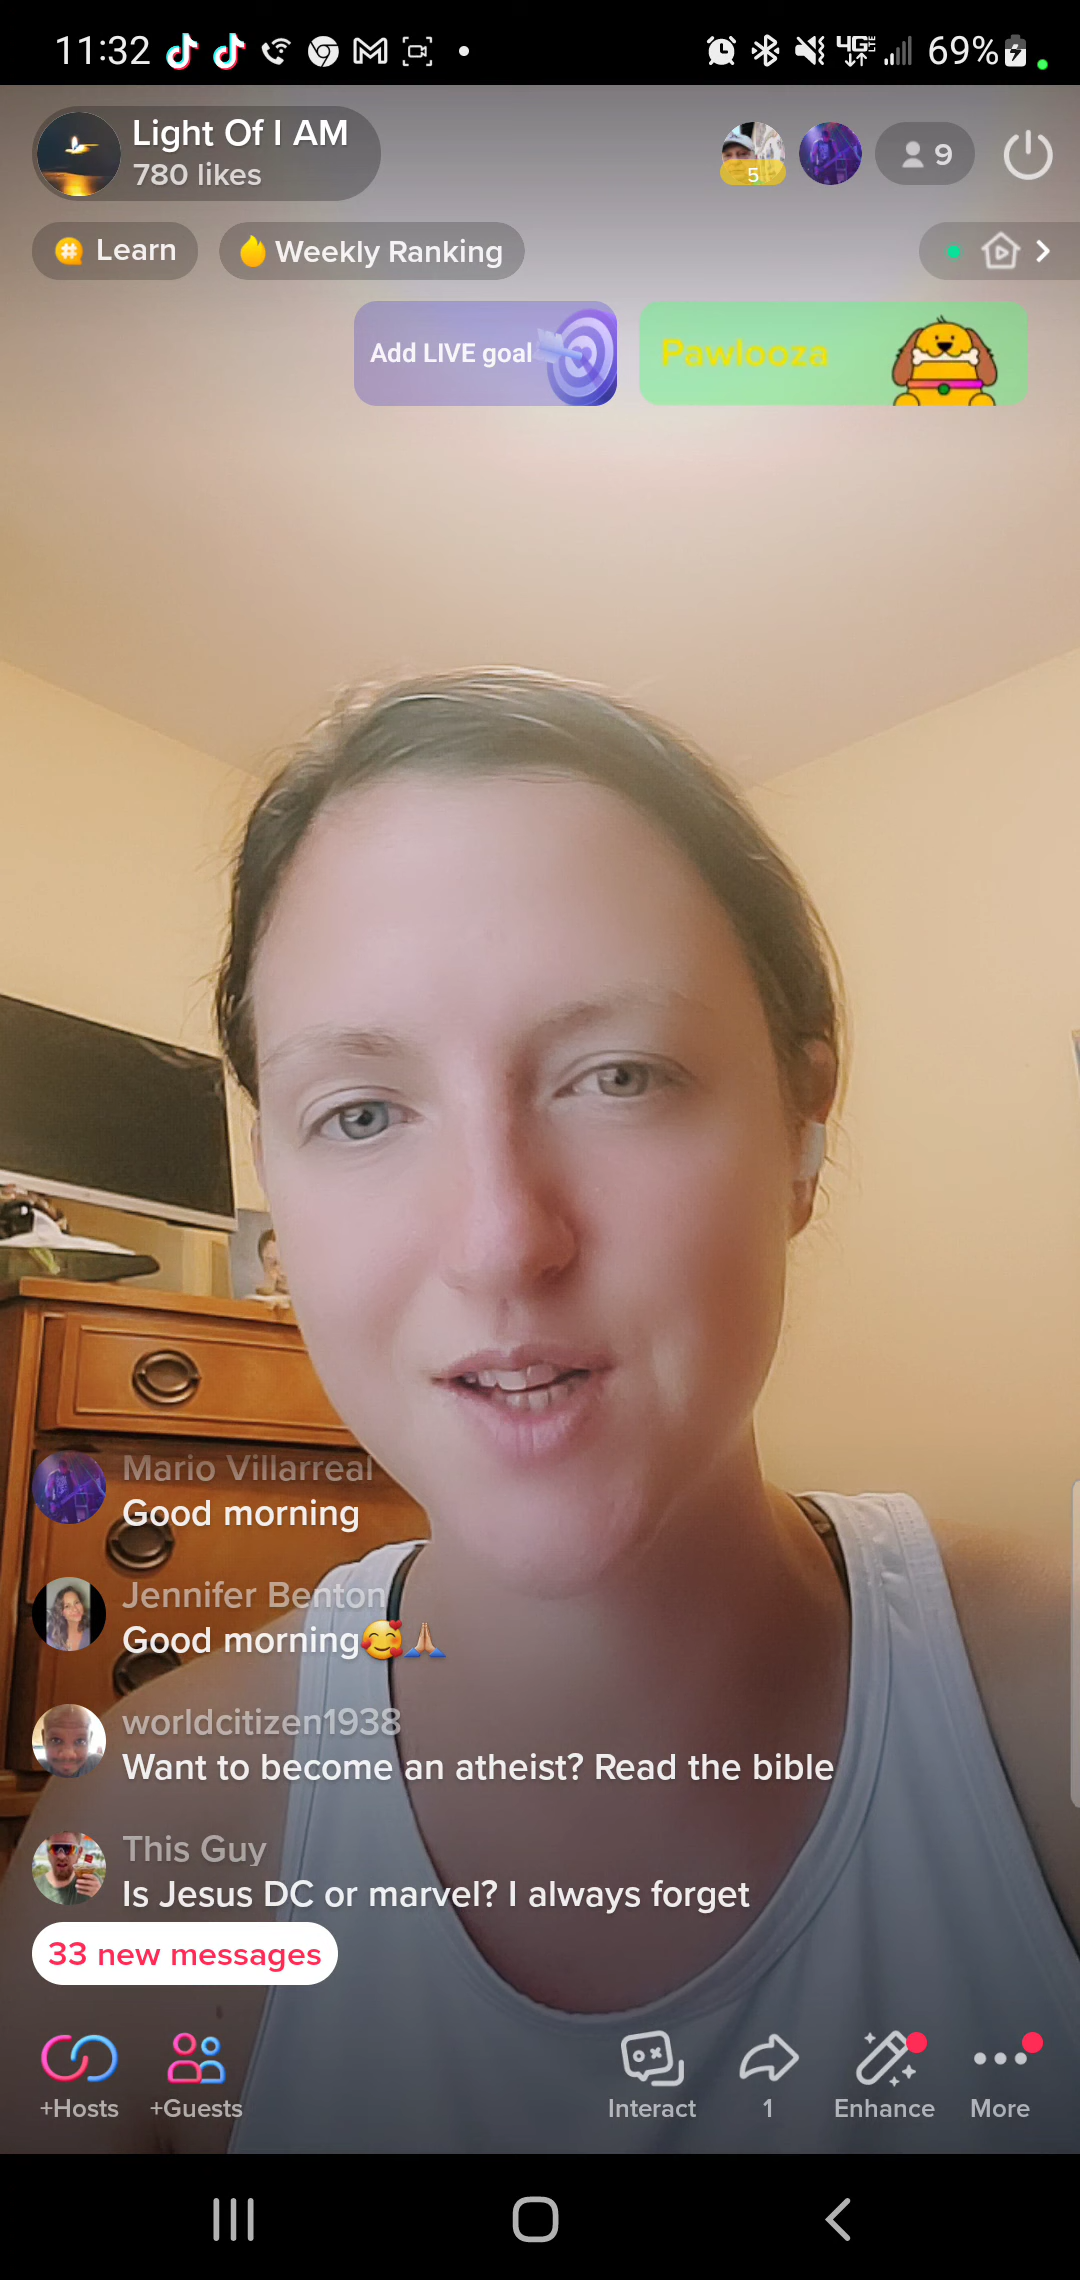 11:32
4G LTE
69%
Light Of I AM
780 likes
5
9
Learn
Weekly Ranking
Add LIVE goal
Pawlooza
Mario Villarreal
Good morning
Jennifer Benton
Good morning🥰🙏🏼
worldcitizen1938
Want to become an atheist? Read the bible
This Guy
Is Jesus DC or marvel? I always forget
33 new messages
+Hosts
+Guests
Interact
1
Enhance
More